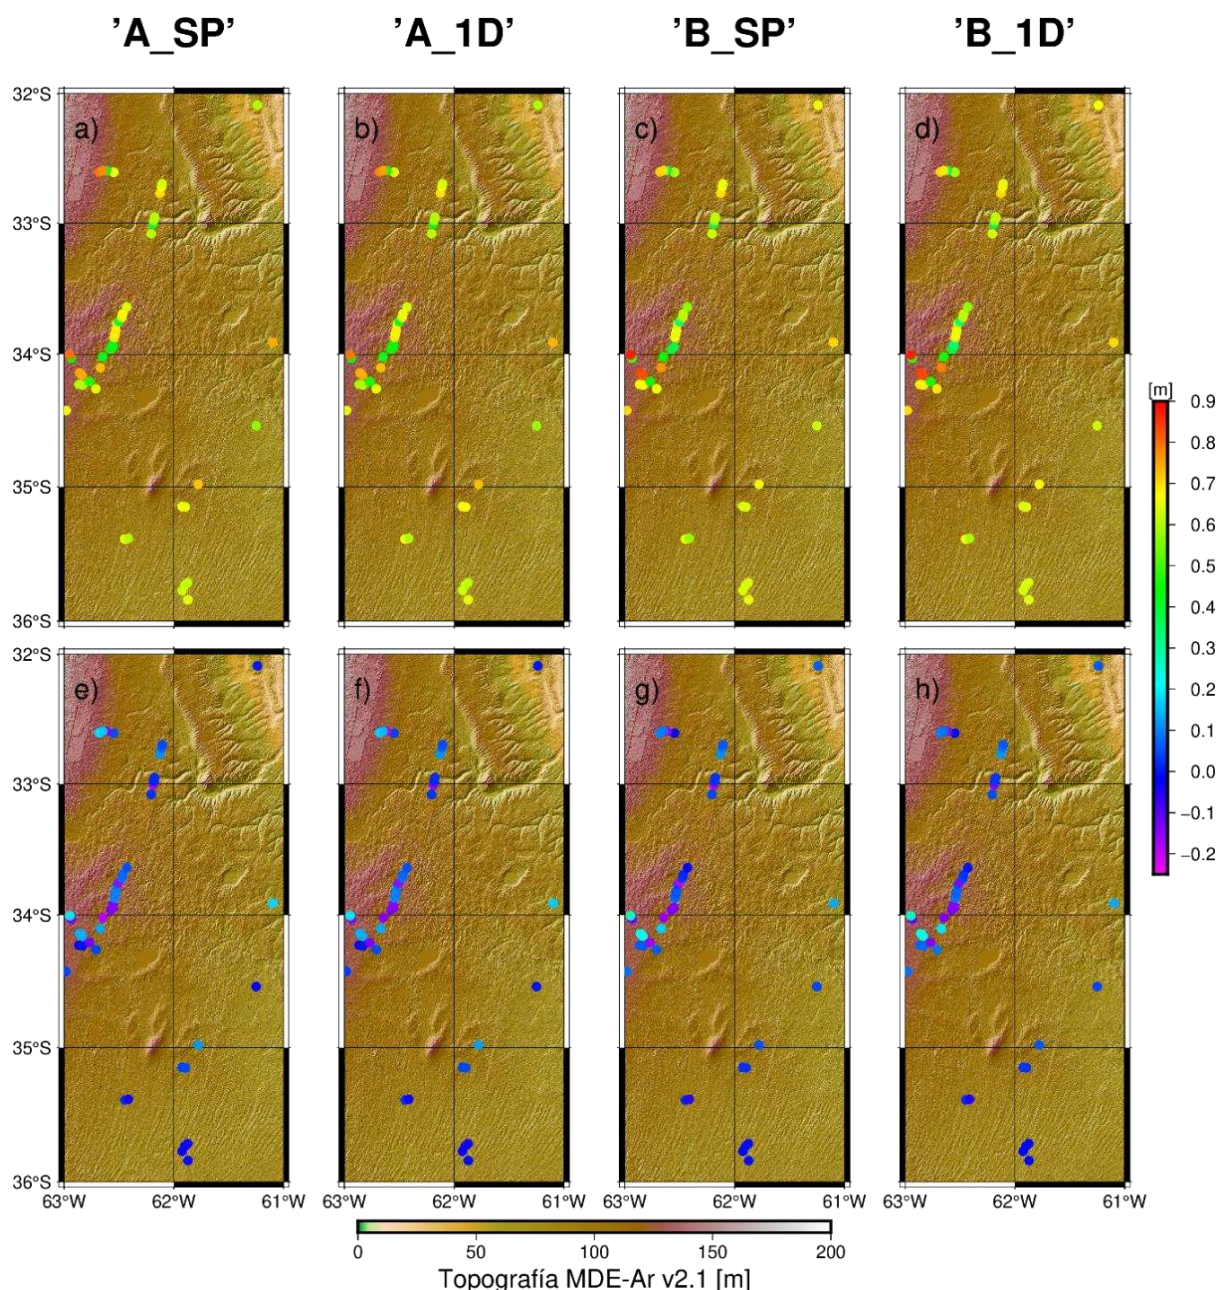 ’A_SP’ ’A_1D’ ’B_SP’ ’B_1D’
32°S
a) b) c) d)
33°S
34°S
35°S
36°S
[m]
0.9
0.8
0.7
0.6
0.5
0.4
0.3
0.2
0.1
0.0
−0.1
−0.2
32°S
e) f) g) h)
33°S
34°S
35°S
36°S
63°W 62°W 61°W 63°W 62°W 61°W 63°W 62°W 61°W 63°W 62°W 61°W
0 50 100 150 200
Topografía MDE-Ar v2.1 [m]